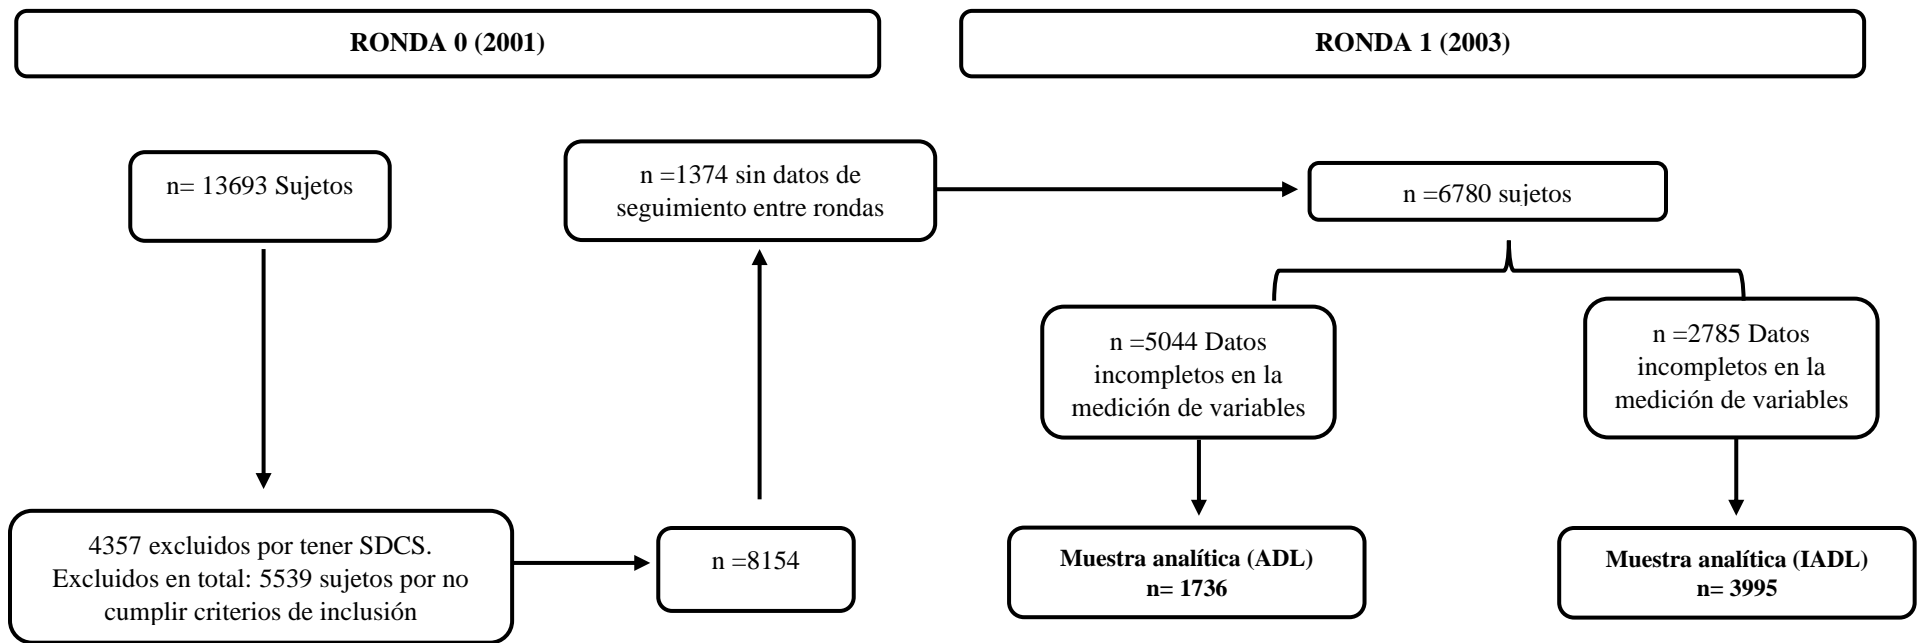 RONDA 0 (2001)
RONDA 1 (2003)
n= 13693 Sujetos
n =1374 sin datos de
seguimiento entre rondas
n =6780 sujetos
n =5044 Datos
incompletos en la
medición de variables
n =2785 Datos
incompletos en la
medición de variables
4357 excluidos por tener SDCS.
Excluidos en total: 5539 sujetos por no
cumplir criterios de inclusión
n =8154
Muestra analítica (ADL)
n= 1736
Muestra analítica (IADL)
n= 3995